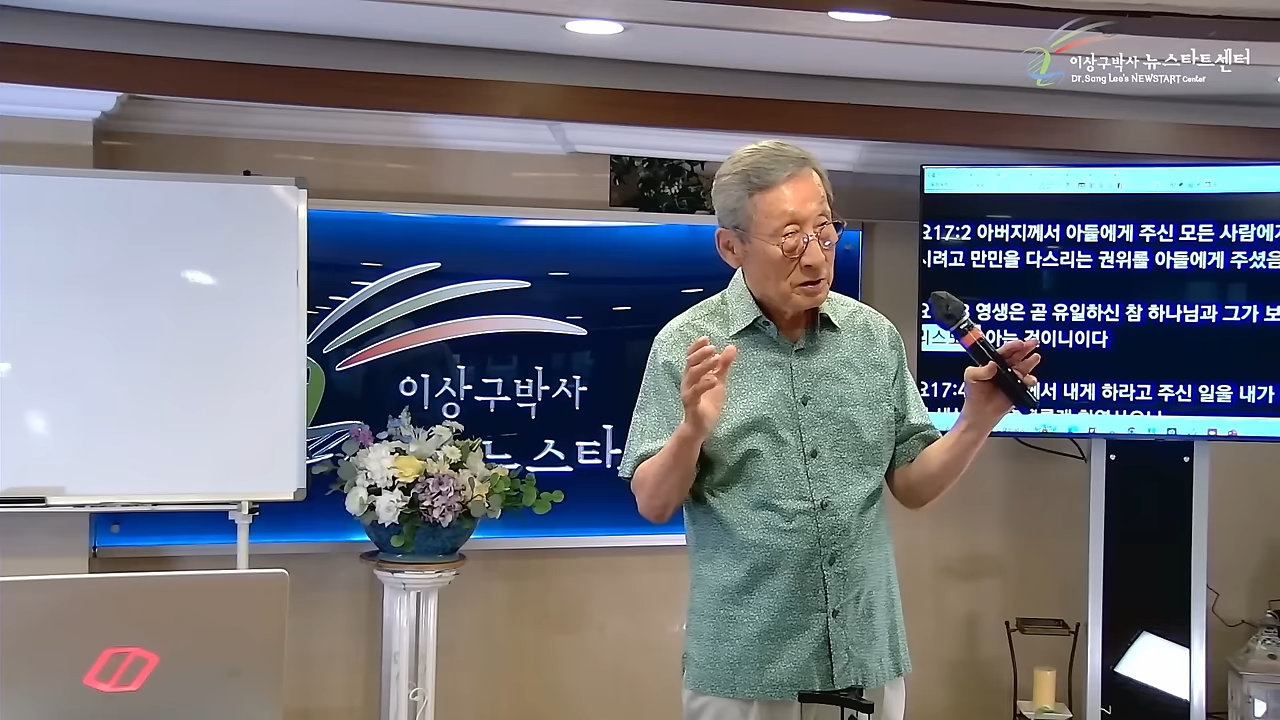 이상구박사 뉴스타트센터
Dr. Sang Lee's NEWSTART Center
이상구박사
뉴스타
요17:2 아버지께서 아들에게 주신 모든 사람에게
시려고 만민을 다스리는 권위를 아들에게 주셨음
영생은 곧 유일하신 참 하나님과 그가 보
아는 것이니이다
17:4
께서 내게 하라고 주신 일을 내가